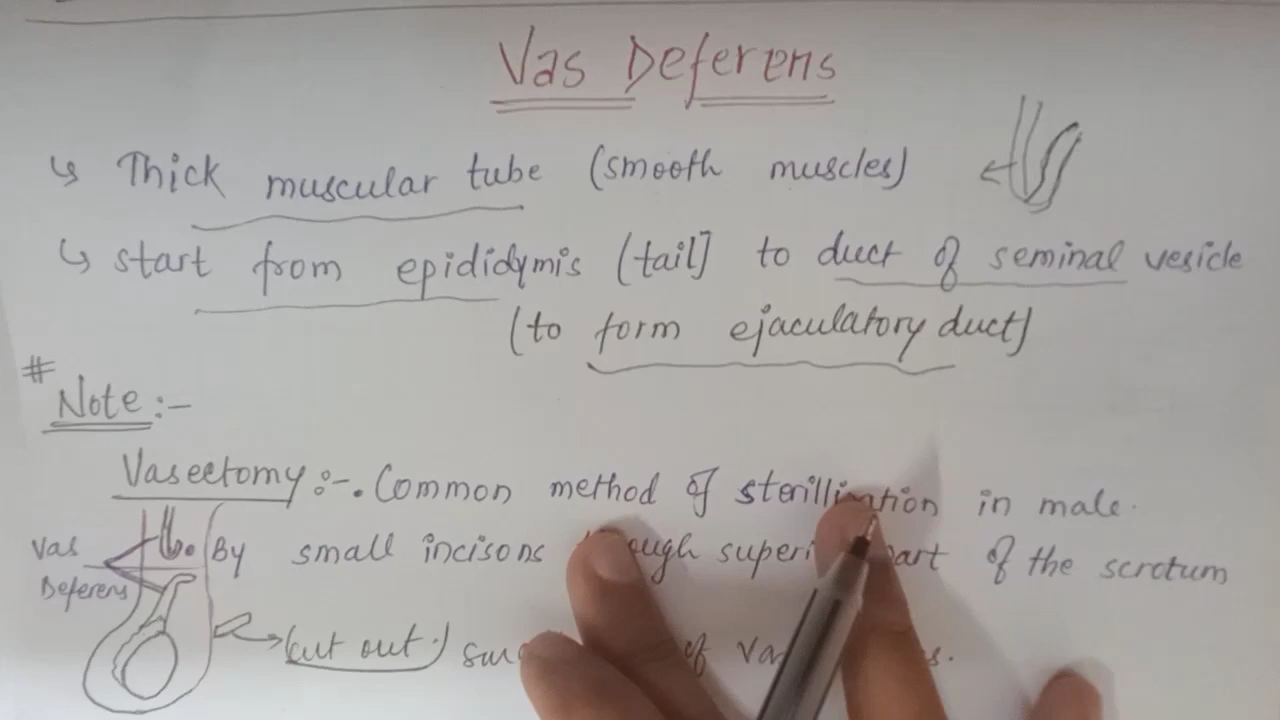 Vas Deferens
↳ Thick muscular tube (smooth muscles)
↳ start from epididymis (tail] to duct of seminal vesicle
(to form ejaculatory duct)
# Note :-
Vasectomy :-. Common method of in male.
By small incisons superi part of the scrotum
Vas
Deferens
(cut out) of